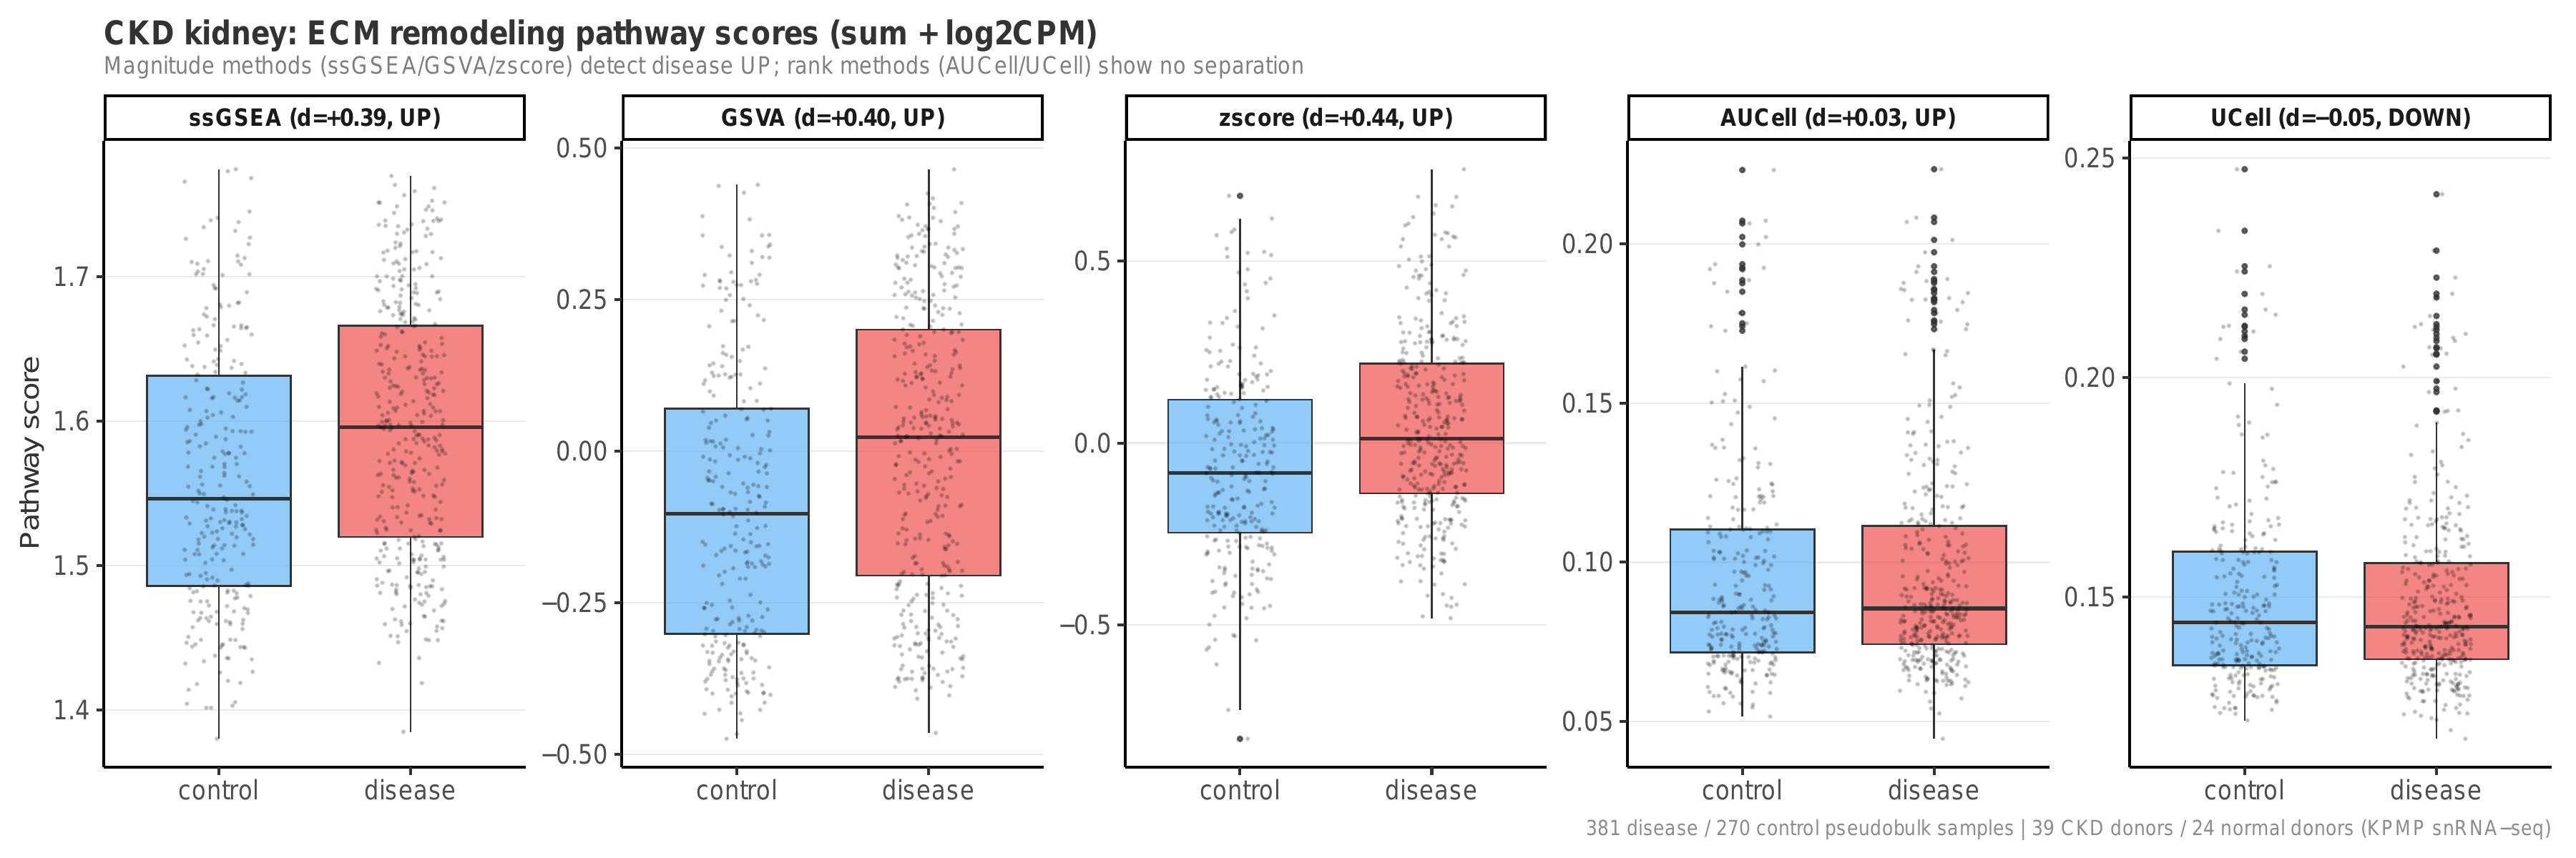 CKD kidney: ECM remodeling pathway scores (sum + log2CPM)
Magnitude methods (ssGSEA/GSVA/zscore) detect disease UP; rank methods (AUCell/UCell) show no separation
ssGSEA (d=+0.39, UP)
GSVA (d=+0.40, UP)
zscore (d=+0.44, UP)
AUCell (d=+0.03, UP)
UCell (d=−0.05, DOWN)
Pathway score
1.7
1.6
1.5
1.4
0.50
0.25
0.00
−0.25
−0.50
0.5
0.0
−0.5
0.20
0.15
0.10
0.05
0.25
0.20
0.15
control disease
control disease
control disease
control disease
control disease
381 disease / 270 control pseudobulk samples | 39 CKD donors / 24 normal donors (KPMP snRNA−seq)